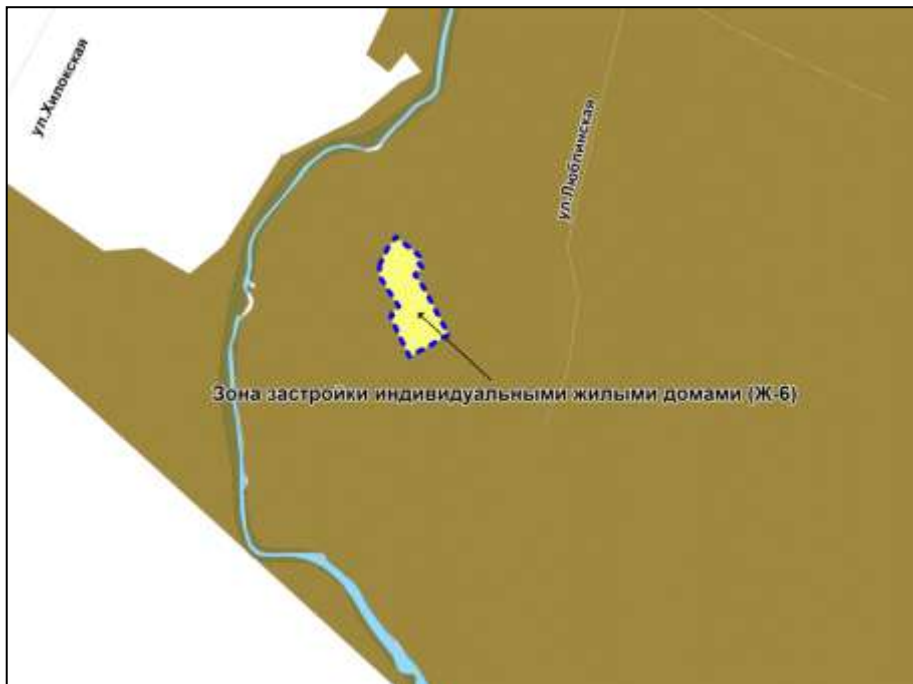 ул.Хилокская
ул.Люблинская
Зона застройки индивидуальными жилыми домами (Ж-6)